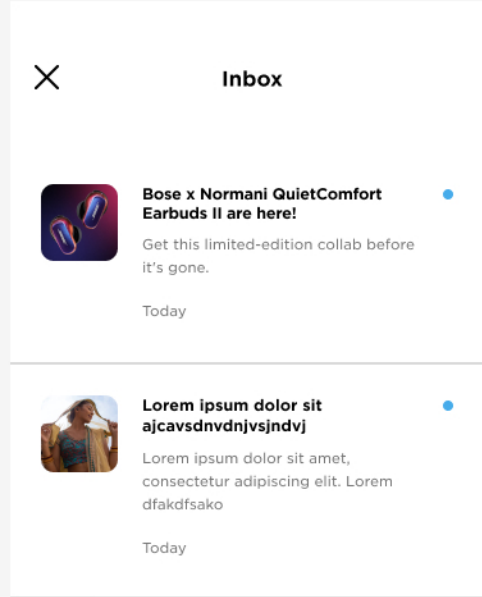 Inbox
Bose x Normani QuietComfort
Earbuds II are here!
Get this limited-edition collab before
it's gone.
Today
Lorem ipsum dolor sit
ajcavsdnvdnjvsjndvj
Lorem ipsum dolor sit amet,
consectetur adipiscing elit. Lorem
dfakdfsako
Today